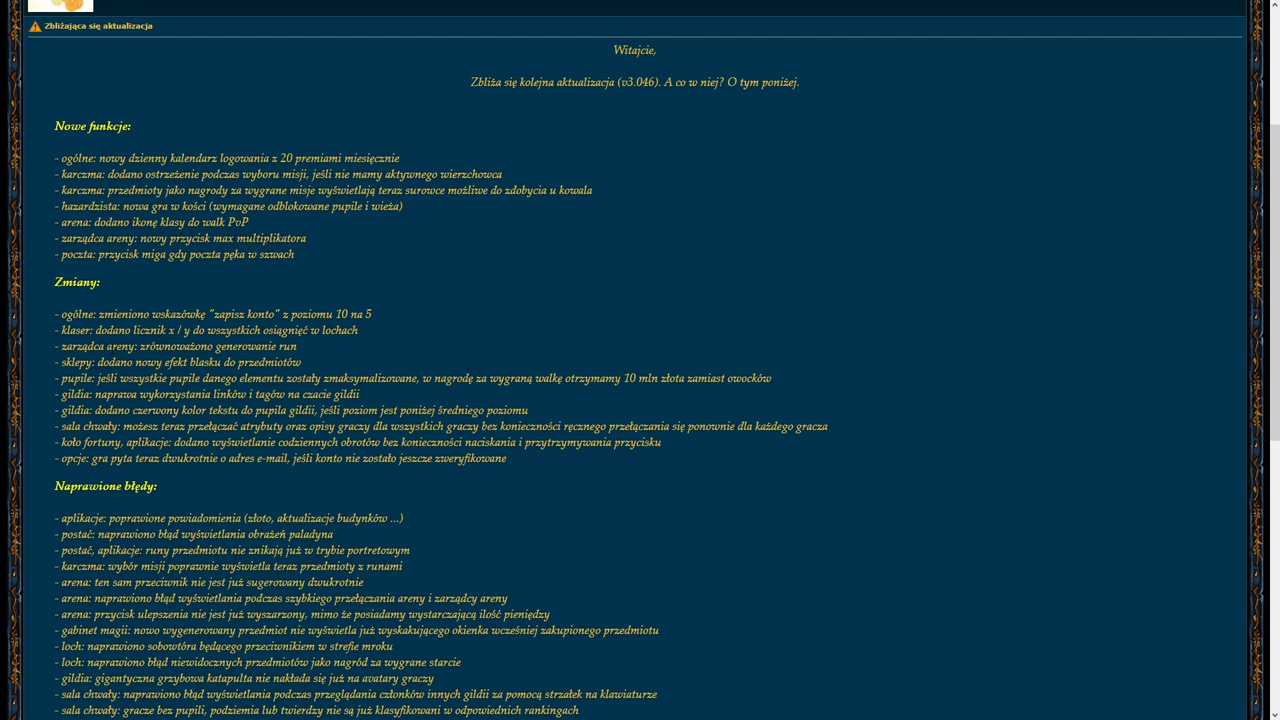 Zbliżająca się aktualizacja
Witajcie,
Zbliża się kolejna aktualizacja (v3.046). A co w niej? O tym poniżej.
Nowe funkcje:
- ogólne: nowy dzienny kalendarz logowania z 20 premiami miesięcznie
- karczma: dodano ostrzeżenie podczas wyboru misji, jeśli nie mamy aktywnego wierzchowca
- karczma: przedmioty jako nagrody za wygrane misje wyświetlają teraz surowce możliwe do zdobycia u kowala
- hazardzista: nowa gra w kości (wymagane odblokowane pupile i wieża)
- arena: dodano ikonę klasy do walk PvP
- zarządca areny: nowy przycisk max multiplikatora
- poczta: przycisk miga gdy poczta pęka w szwach
Zmiany:
- ogólne: zmieniono wskazówkę "zapisz konto" z poziomu 10 na 5
- klaser: dodano licznik x / y do wszystkich osiągnięć w lochach
- zarządca areny: zrównoważono generowanie run
- sklepy: dodano nowy efekt blasku do przedmiotów
- pupile: jeśli wszystkie pupile danego elementu zostały zmaksymalizowane, w nagrodę za wygraną walkę otrzymamy 10 mln złota zamiast owocków
- gildia: naprawa wykorzystania linków i tagów na czacie gildii
- gildia: dodano czerwony kolor tekstu do pupila gildii, jeśli poziom jest poniżej średniego poziomu
- sala chwały: możesz teraz przełączać atrybuty oraz opisy graczy dla wszystkich graczy bez konieczności ręcznego przełączania się ponownie dla każdego gracza
- koło fortuny, aplikacje: dodano wyświetlanie codziennych obrotów bez konieczności naciskania i przytrzymywania przycisku
- opcje: gra pyta teraz dwukrotnie o adres e-mail, jeśli konto nie zostało jeszcze zweryfikowane
Naprawione błędy:
- aplikacje: poprawione powiadomienia (złoto, aktualizacje budynków ...)
- postać: naprawiono błąd wyświetlania obrażeń paladyna
- postać, aplikacje: runy przedmiotu nie znikają już w trybie portretowym
- karczma: wybór misji poprawnie wyświetla teraz przedmioty z runami
- arena: ten sam przeciwnik nie jest już sugerowany dwukrotnie
- arena: naprawiono błąd wyświetlania podczas szybkiego przełączania areny i zarządcy areny
- arena: przycisk ulepszenia nie jest już wyszarzony, mimo że posiadamy wystarczającą ilość pieniędzy
- gabinet magii: nowo wygenerowany przedmiot nie wyświetla już wyskakującego okienka wcześniej zakupionego przedmiotu
- loch: naprawiono sobowtóra będącego przeciwnikiem w strefie mroku
- loch: naprawiono błąd niewidocznych przedmiotów jako nagród za wygrane starcie
- gildia: gigantyczna grzybowa katapulta nie nakłada się już na avatary graczy
- sala chwały: naprawiono błąd wyświetlania podczas przeglądania członków innych gildii za pomocą strzałek na klawiaturze
- sala chwały: gracze bez pupili, podziemia lub twierdzy nie są już klasyfikowani w odpowiednich rankingach